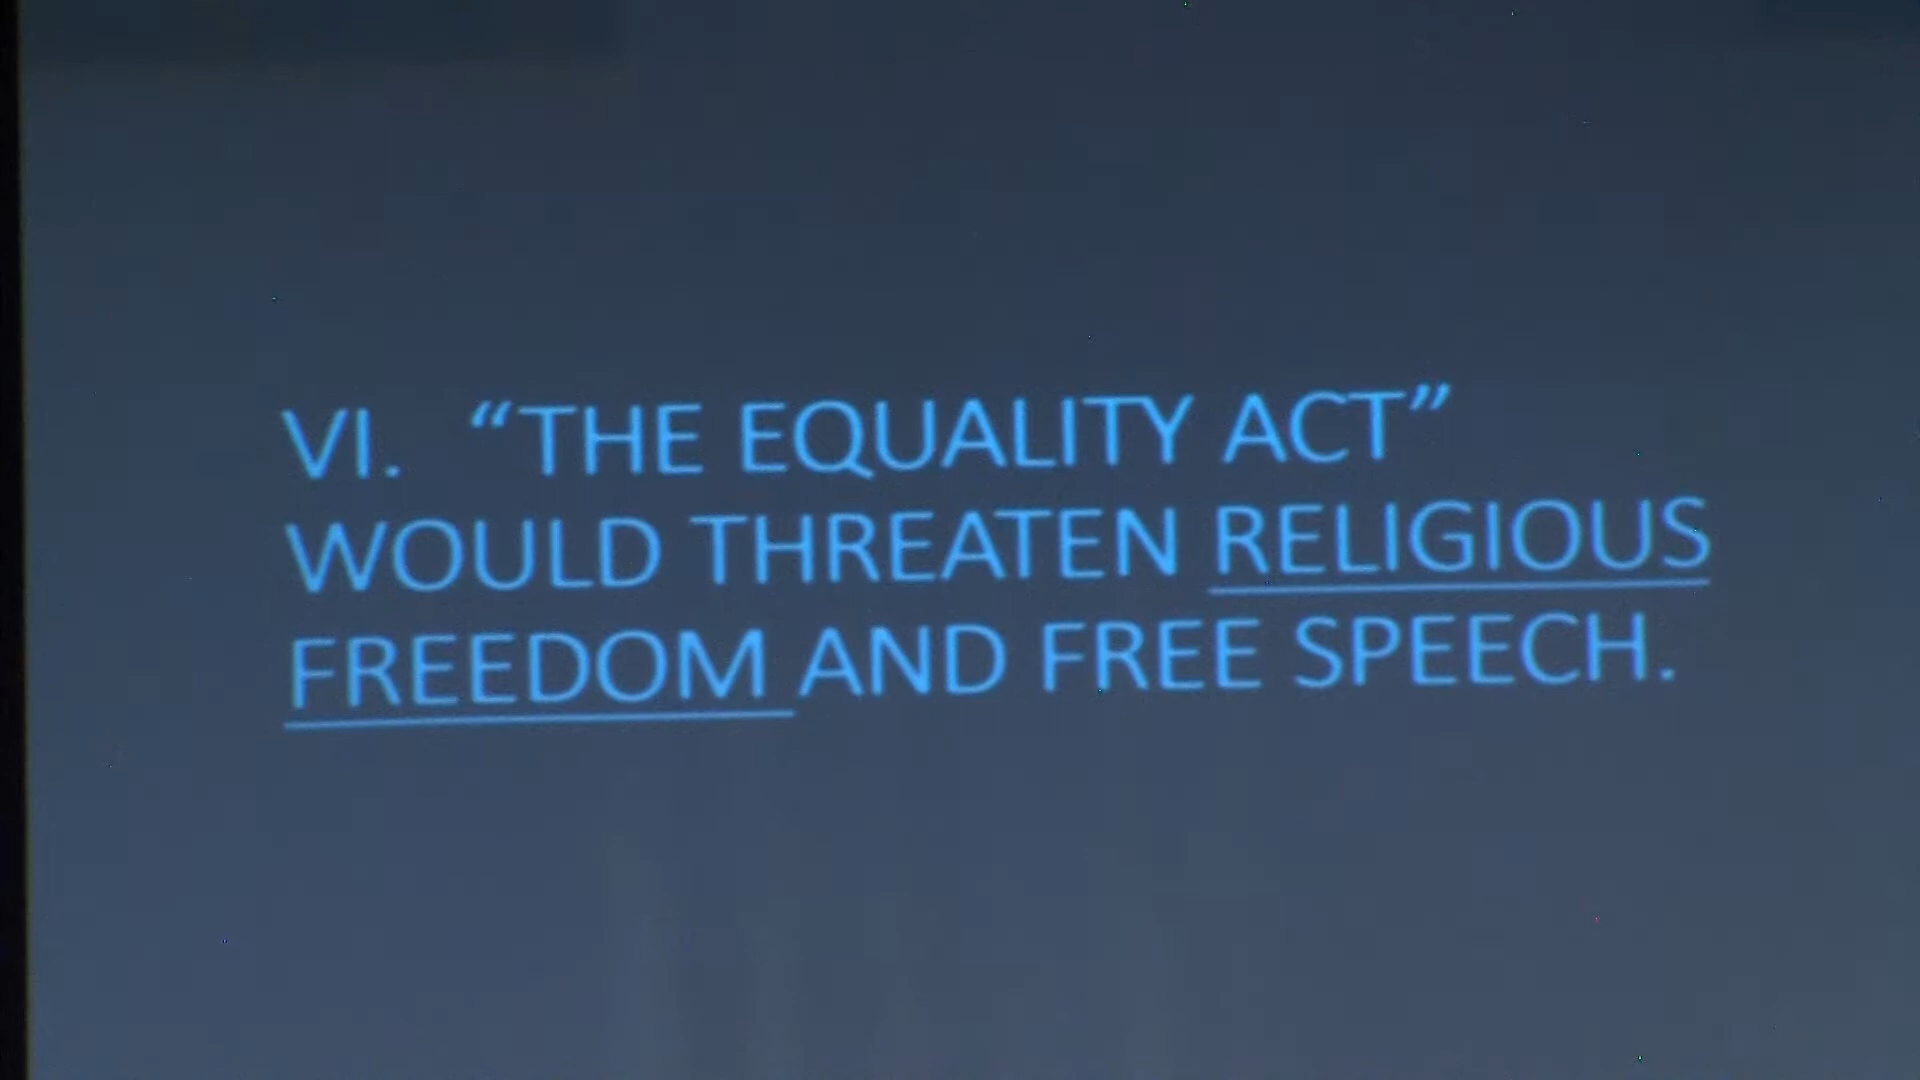 VI. “THE EQUALITY ACT”
WOULD THREATEN RELIGIOUS
FREEDOM AND FREE SPEECH.